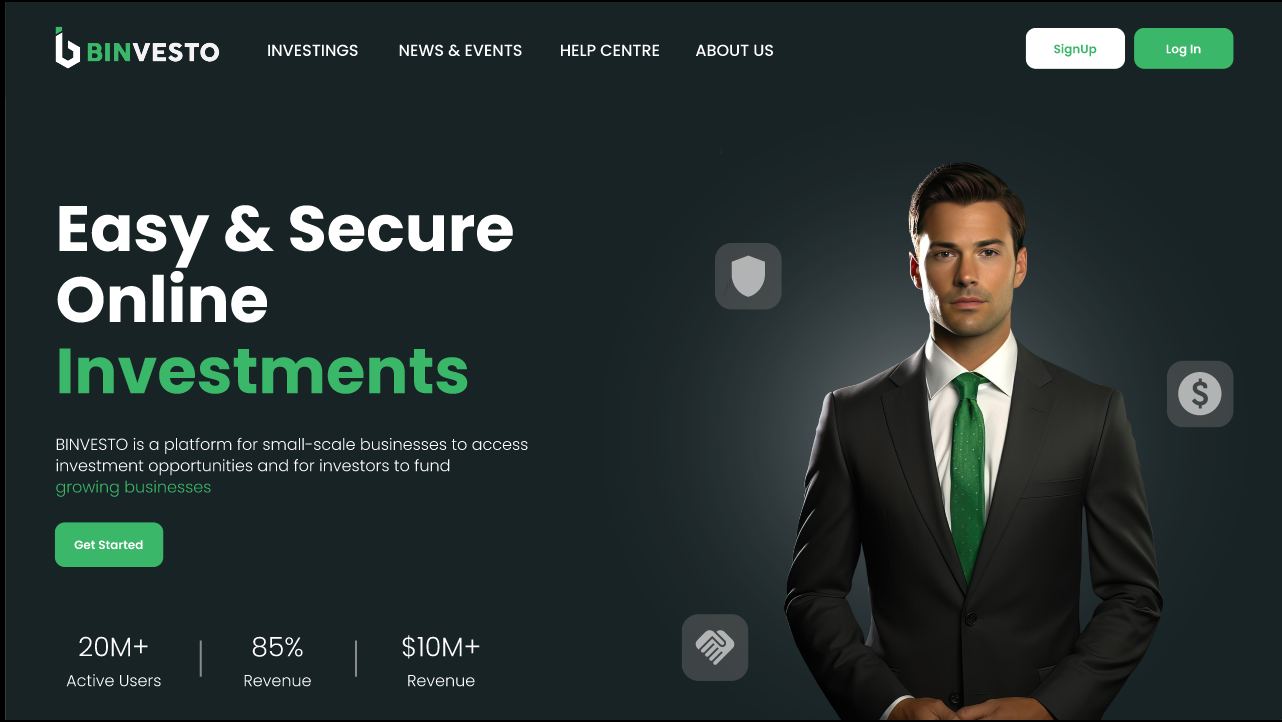 BINVESTO
INVESTINGS
NEWS & EVENTS
HELP CENTRE
ABOUT US
SignUp
Log In
Easy & Secure
Online
Investments
BINVESTO is a platform for small-scale businesses to access
investment opportunities and for investors to fund
growing businesses
Get Started
20M+
Active Users
85%
Revenue
$10M+
Revenue